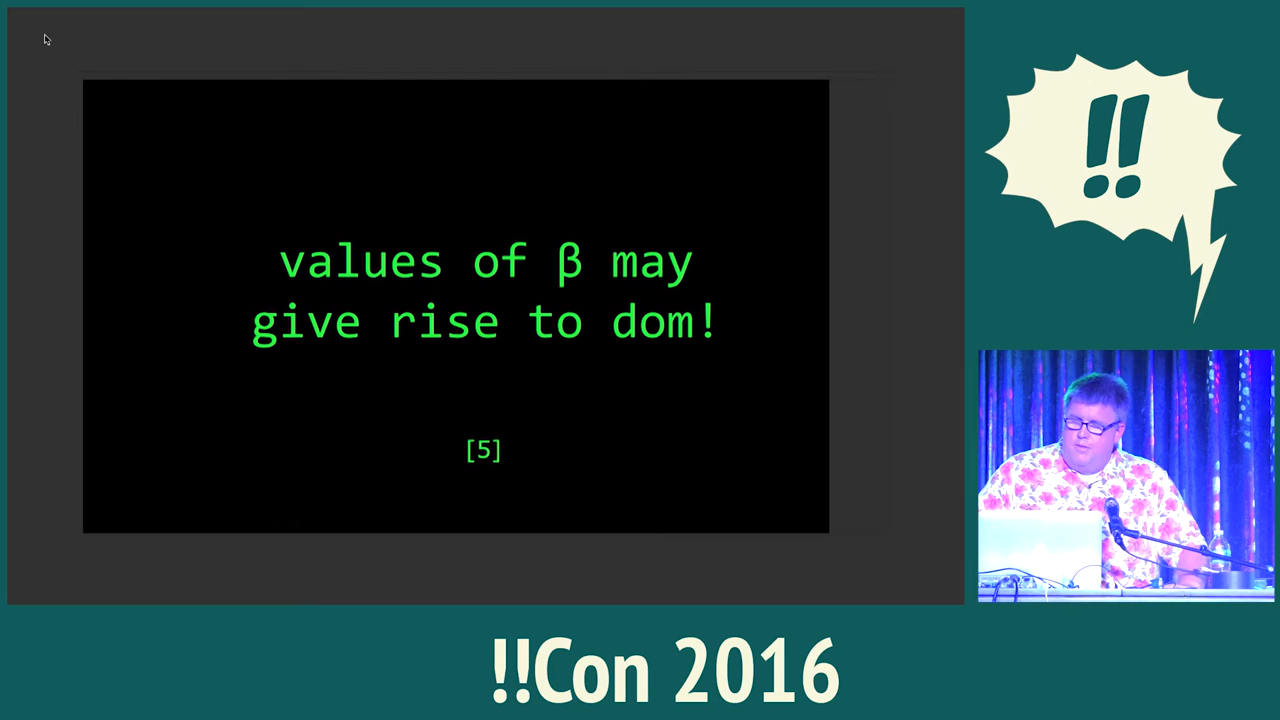 values of β may
give rise to dom!
[5]
!!
!!Con 2016